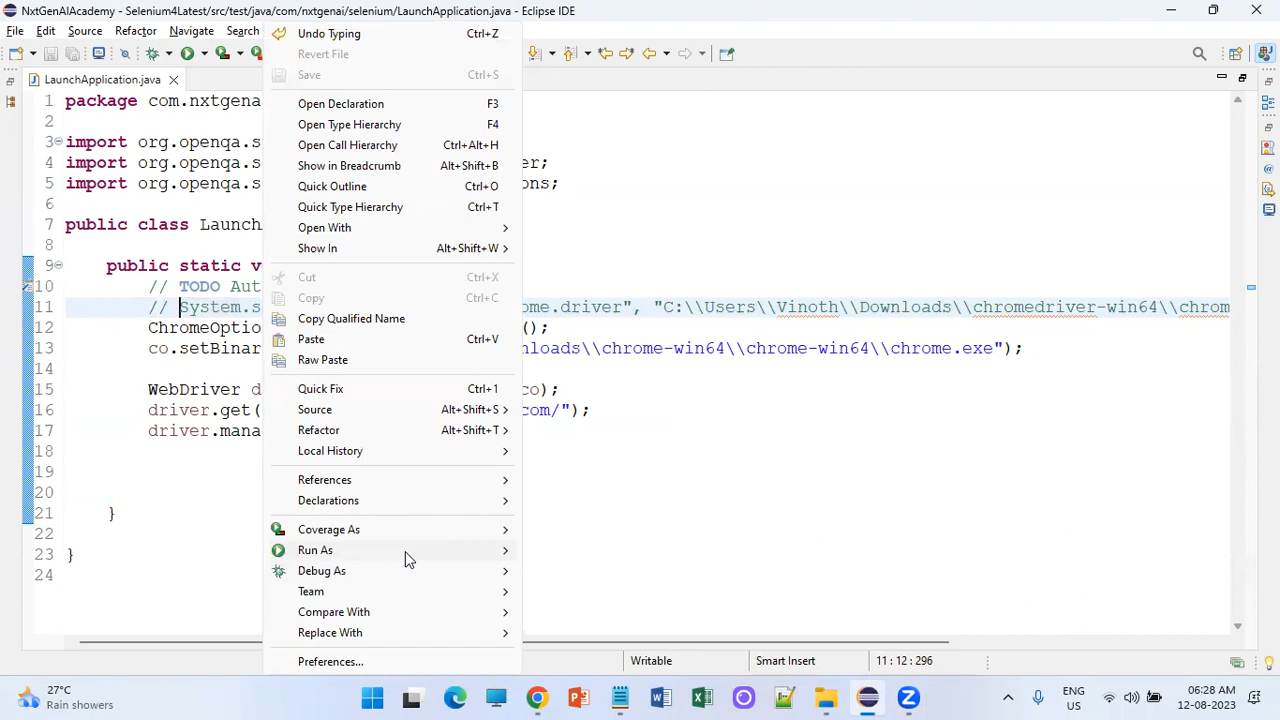 NxtGenAIAcademy - Selenium4Latest/src/test/java/com/nxtgenai/selenium/LaunchApplication.java - Eclipse IDE
File Edit Source Refactor Navigate Search
LaunchApplication.java
Undo Typing Ctrl+Z
Revert File
Save Ctrl+S
Open Declaration F3
Open Type Hierarchy F4
Open Call Hierarchy Ctrl+Alt+H
Show in Breadcrumb Alt+Shift+B
Quick Outline Ctrl+O
Quick Type Hierarchy Ctrl+T
Open With
Show In Alt+Shift+W
Cut Ctrl+X
Copy Ctrl+C
Copy Qualified Name
Paste Ctrl+V
Raw Paste
Quick Fix Ctrl+1
Source Alt+Shift+S
Refactor Alt+Shift+T
Local History
References
Declarations
Coverage As
Run As
Debug As
Team
Compare With
Replace With
Preferences...
1 package com.nxtgena
2
3 import org.openqa.s
4 import org.openqa.s er;
5 import org.openqa.s ons;
6
7 public class Launch
8
9 public static v
10 // TODO Aut
11 // System.s ome.driver", "C:\\Users\\Vinoth\\Downloads\\chromedriver-win64\\chrom
12 ChromeOptio ();
13 co.setBinar nloads\\chrome-win64\\chrome-win64\\chrome.exe");
14
15 WebDriver d co);
16 driver.get( com/");
17 driver.mana
18
19
20
21 }
22
23 }
24
Writable Smart Insert 11 : 12 : 296
27°C
Rain showers
ENG
US
06:28 AM
12-08-2023